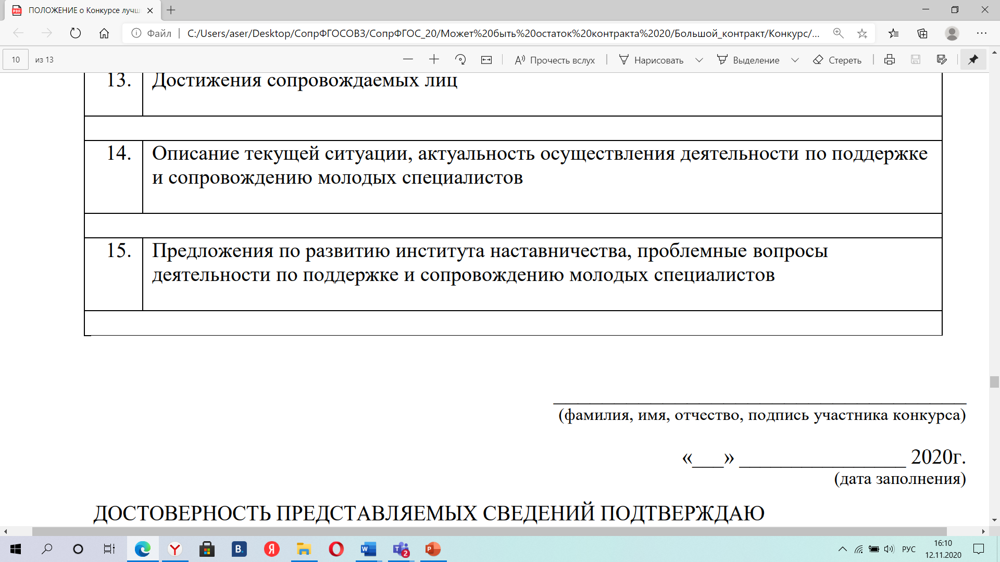 ПОЛОЖЕНИЕ о Конкурсе лучш
Файл
C:/Users/aser/Desktop/СопрФГОСОВЗ/СопрФГОС_20/Может%20быть%20остаток%20контракта%2020/Большой_контракт/Конкурс/...
10 из 13
Прочесть вслух
Нарисовать
Выделение
Стереть
13. Достижения сопровождаемых лиц
14. Описание текущей ситуации, актуальность осуществления деятельности по поддержке
и сопровождению молодых специалистов
15. Предложения по развитию института наставничества, проблемные вопросы
деятельности по поддержке и сопровождению молодых специалистов
(фамилия, имя, отчество, подпись участника конкурса)
«___» ________________ 2020г.
(дата заполнения)
ДОСТОВЕРНОСТЬ ПРЕДСТАВЛЯЕМЫХ СВЕДЕНИЙ ПОДТВЕРЖДАЮ
РУС
16:10
12.11.2020